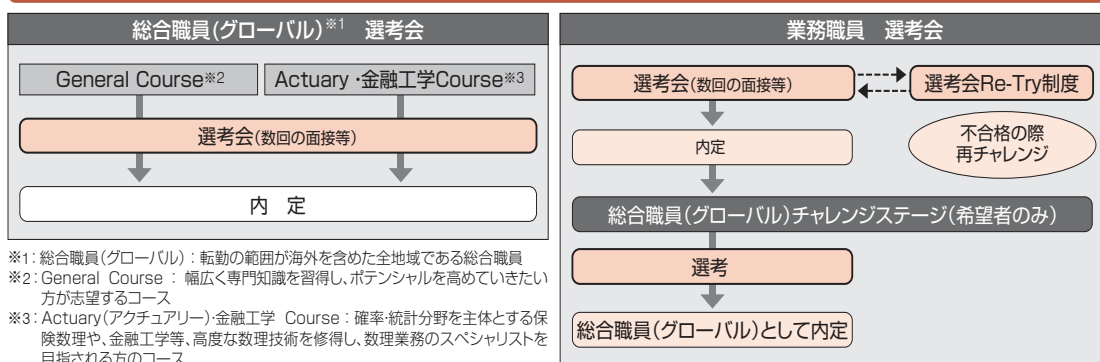 総合職員(グローバル)※1 選考会
General Course※2
Actuary・金融工学Course※3
選考会(数回の面接等)
内 定
※1：総合職員(グローバル)：転勤の範囲が海外を含めた全地域である総合職員
※2：General Course ： 幅広く専門知識を習得し、ポテンシャルを高めていきたい
方が志望するコース
※3：Actuary(アクチュアリー)・金融工学 Course：確率・統計分野を主体とする保
険数理や、金融工学等、高度な数理技術を修得し、数理業務のスペシャリストを
目指される方のコース
業務職員 選考会
選考会(数回の面接等)
選考会Re-Try制度
不合格の際
再チャレンジ
内定
総合職員(グローバル)チャレンジステージ(希望者のみ)
選考
総合職員(グローバル)として内定